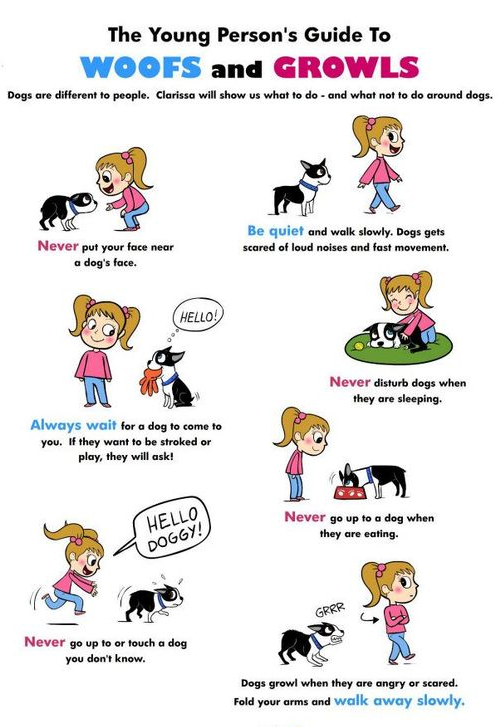 The Young Person's Guide To
WOOFS and GROWLS
Dogs are different to people. Clarissa will show us what to do - and what not to do around dogs.
Never put your face near
a dog's face.
Be quiet and walk slowly. Dogs gets
scared of loud noises and fast movement.
HELLO!
Always wait for a dog to come to
you. If they want to be stroked or
play, they will ask!
Never disturb dogs when
they are sleeping.
Never go up to a dog when
they are eating.
HELLO
DOGGY!
Never go up to or touch a dog
you don't know.
GRRR
Dogs growl when they are angry or scared.
Fold your arms and walk away slowly.